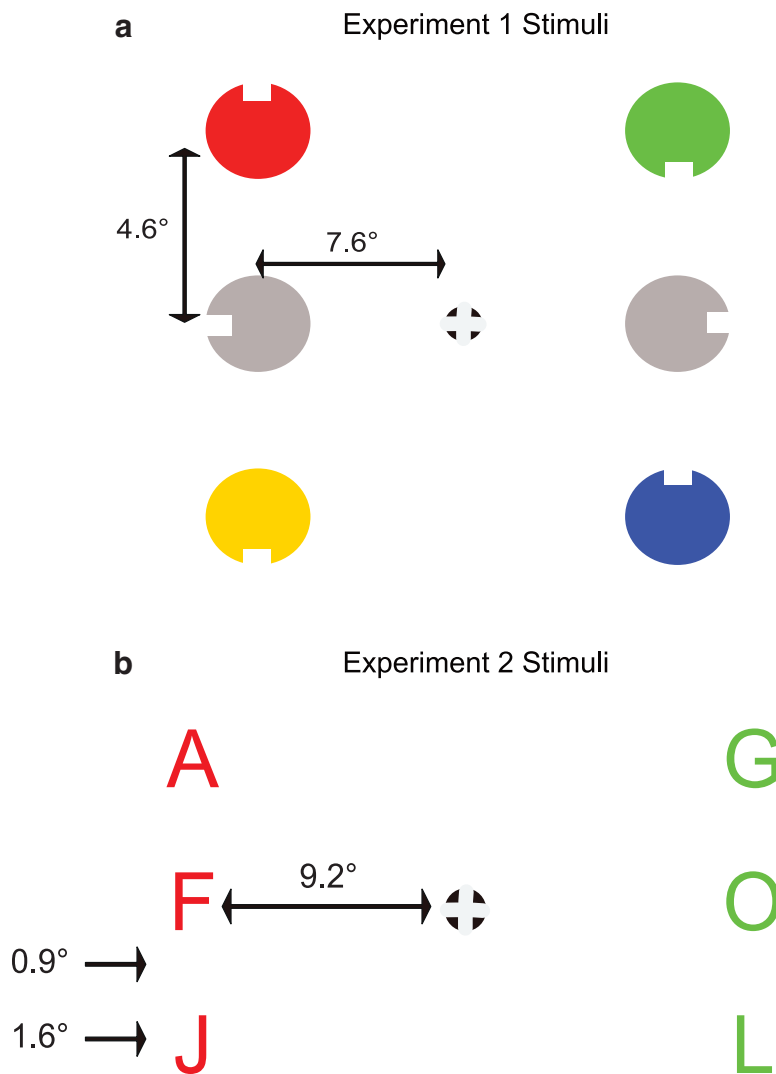 a Experiment 1 Stimuli
4.6°
7.6°
b Experiment 2 Stimuli
A G
9.2°
F O
0.9°
1.6° J L